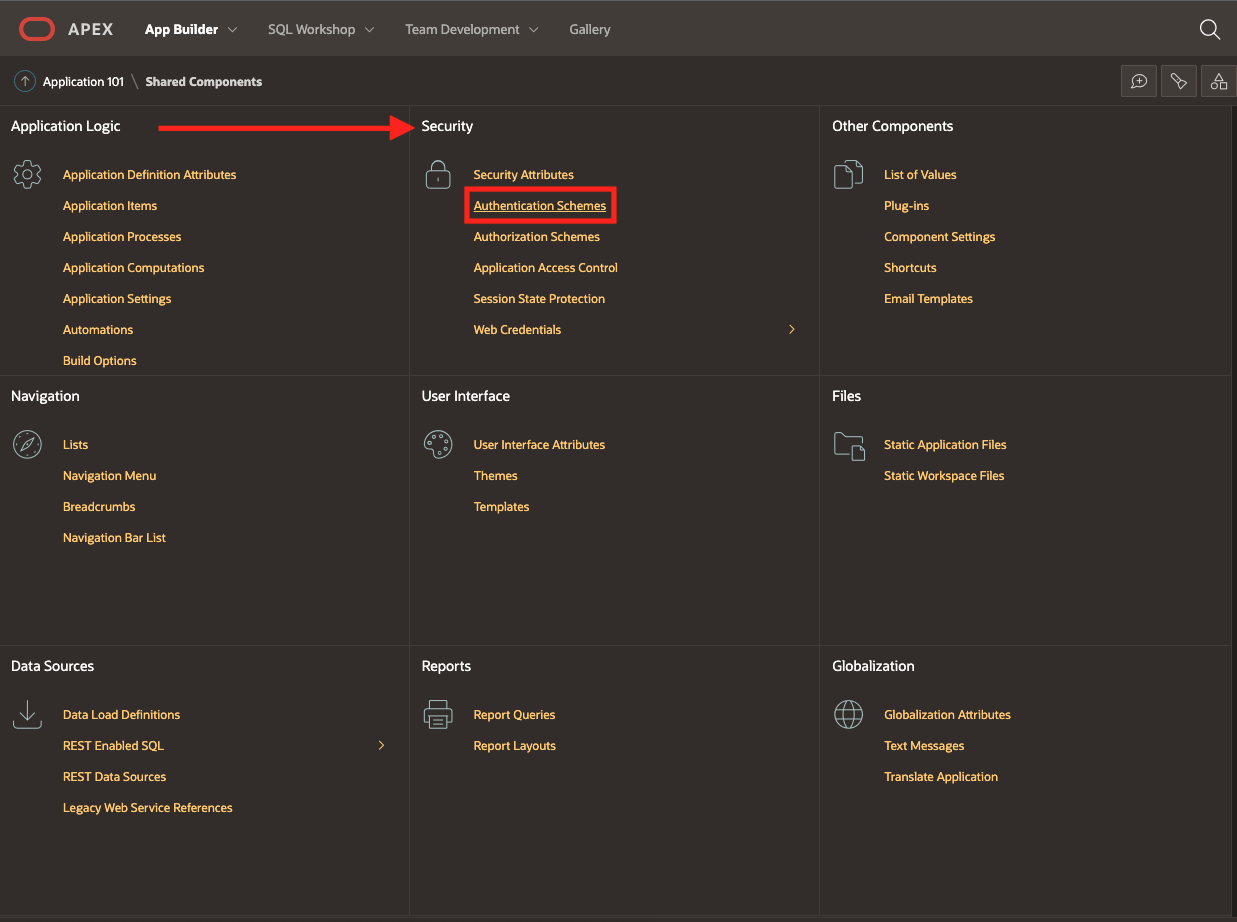 APEX App Builder SQL Workshop Team Development Gallery
Application 101 \ Shared Components
Application Logic
Application Definition Attributes
Application Items
Application Processes
Application Computations
Application Settings
Automations
Build Options
Security
Security Attributes
Authentication Schemes
Authorization Schemes
Application Access Control
Session State Protection
Web Credentials
Other Components
List of Values
Plug-ins
Component Settings
Shortcuts
Email Templates
Navigation
Lists
Navigation Menu
Breadcrumbs
Navigation Bar List
User Interface
User Interface Attributes
Themes
Templates
Files
Static Application Files
Static Workspace Files
Data Sources
Data Load Definitions
REST Enabled SQL
REST Data Sources
Legacy Web Service References
Reports
Report Queries
Report Layouts
Globalization
Globalization Attributes
Text Messages
Translate Application